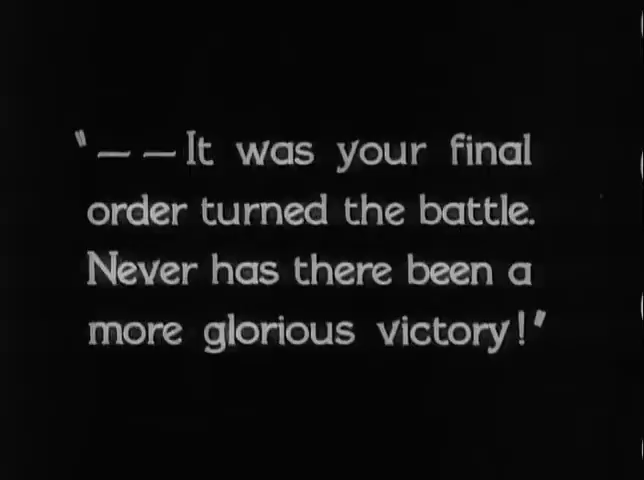 "— —It was your final
order turned the battle.
Never has there been a
more glorious victory!"